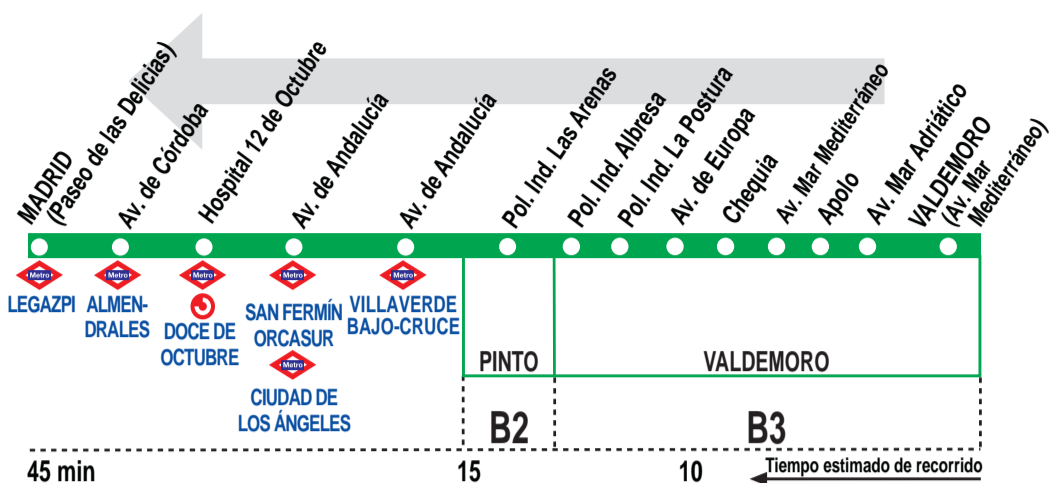 MADRID
(Paseo de las Delicias)
Av. de Córdoba
Hospital 12 de Octubre
Av. de Andalucía
Av. de Andalucía
Pol. Ind. Las Arenas
Pol. Ind. Albresa
Pol. Ind. La Postura
Av. de Europa
Chequia
Av. Mar Mediterráneo
Apolo
Av. Mar Adriático
VALDEMORO
(Av. Mar
Mediterráneo)
Metro
Metro
Metro
Metro
Metro
LEGAZPI
ALMEN-
DRALES
DOCE DE
OCTUBRE
SAN FERMÍN
ORCASUR
Metro
CIUDAD DE
LOS ÁNGELES
VILLAVERDE
BAJO-CRUCE
PINTO
VALDEMORO
B2
B3
45 min
15
10
Tiempo estimado de recorrido